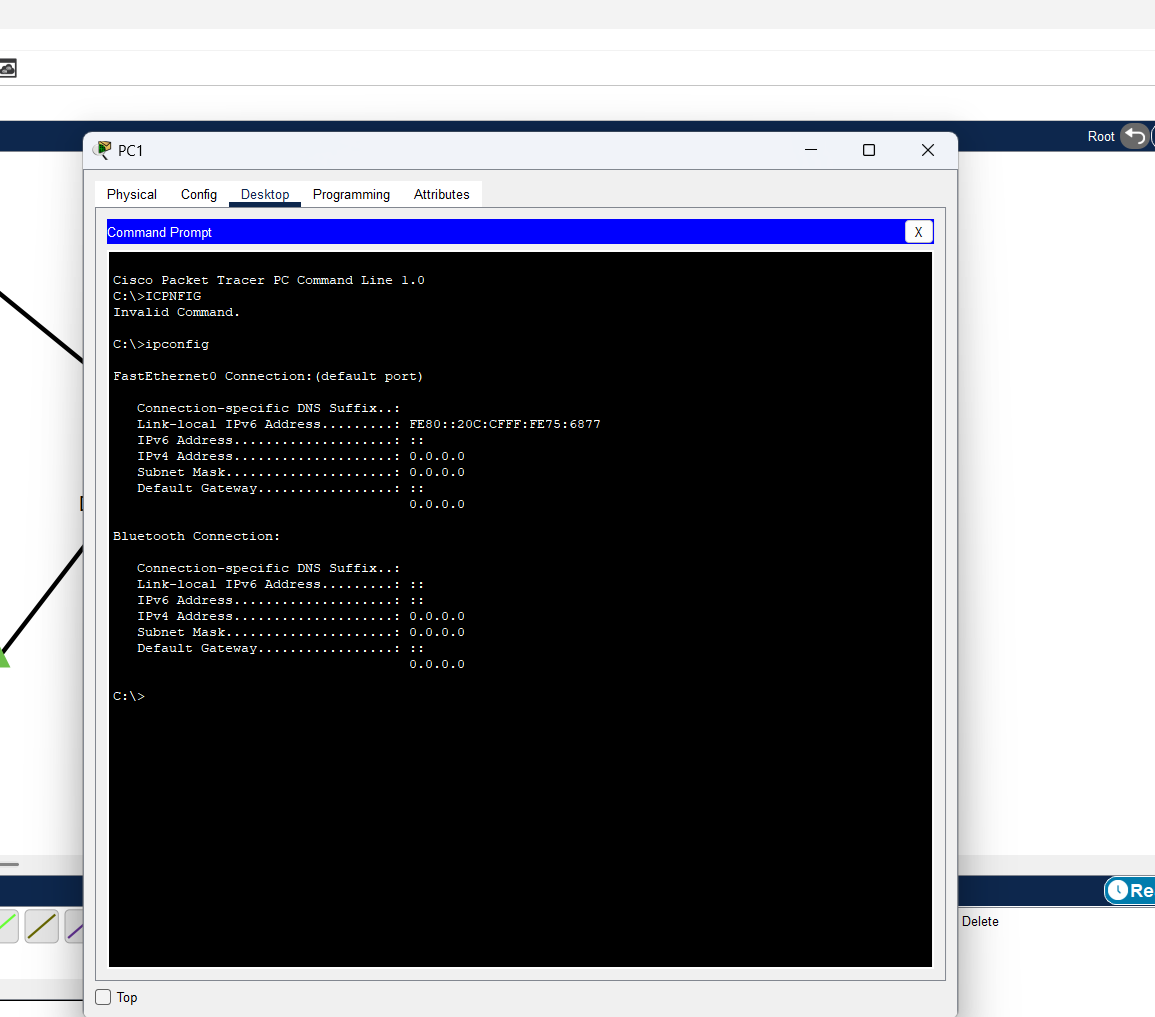 Root
PC1
Physical Config Desktop Programming Attributes
Command Prompt X
Cisco Packet Tracer PC Command Line 1.0
C:\>ICPNFIG
Invalid Command.
C:\>ipconfig
FastEthernet0 Connection:(default port)
Connection-specific DNS Suffix..:
Link-local IPv6 Address.........: FE80::20C:CFFF:FE75:6877
IPv6 Address....................: ::
IPv4 Address....................: 0.0.0.0
Subnet Mask.....................: 0.0.0.0
Default Gateway.................: ::
0.0.0.0
Bluetooth Connection:
Connection-specific DNS Suffix..:
Link-local IPv6 Address.........: ::
IPv6 Address....................: ::
IPv4 Address....................: 0.0.0.0
Subnet Mask.....................: 0.0.0.0
Default Gateway.................: ::
0.0.0.0
C:\>
Re
Delete
Top